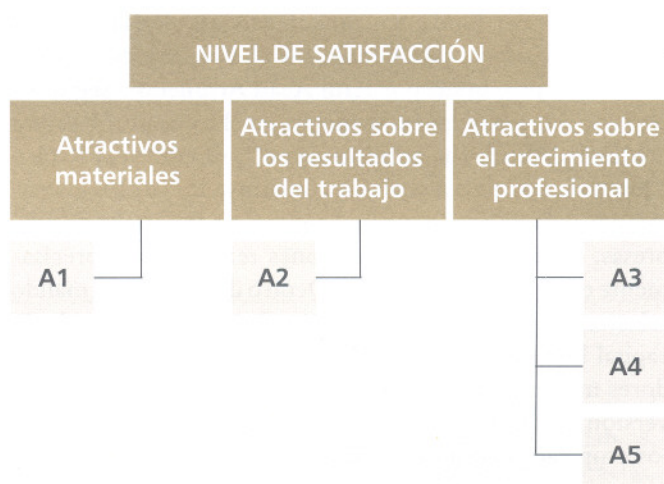 NIVEL DE SATISFACCIÓN
Atractivos
materiales
Atractivos sobre
los resultados
del trabajo
Atractivos sobre
el crecimiento
profesional
A1
A2
A3
A4
A5